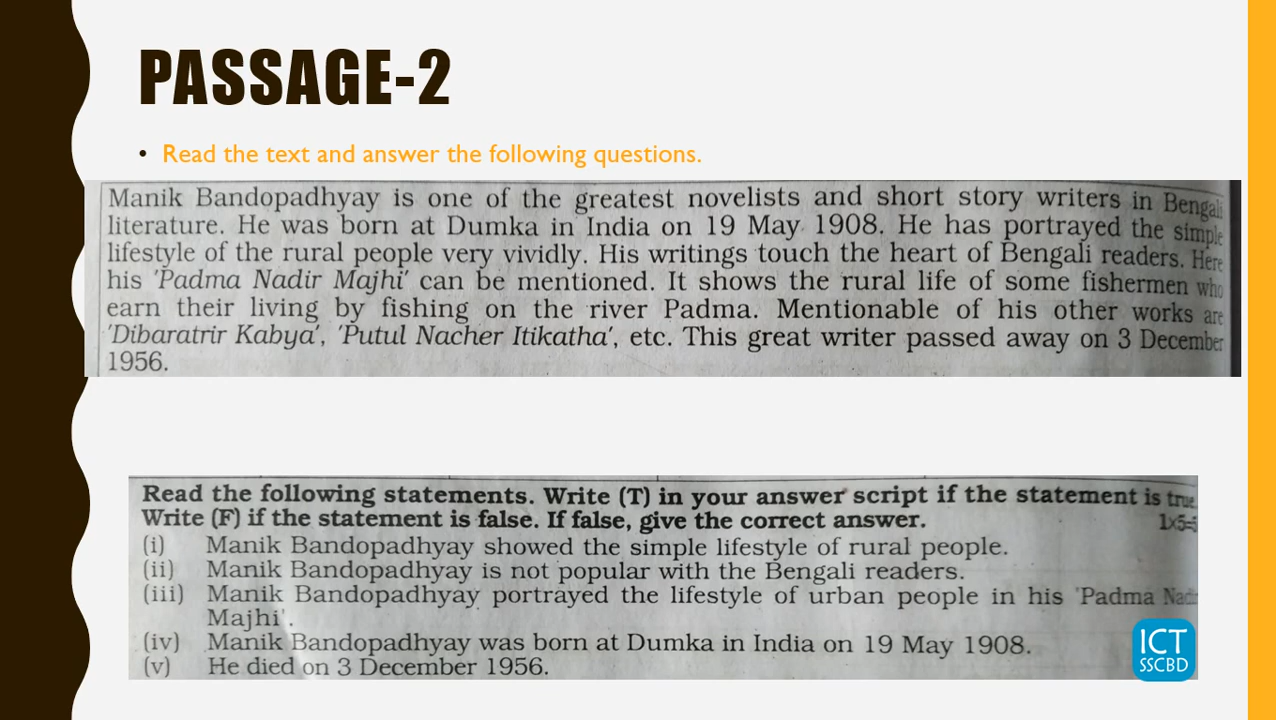 PASSAGE-2
• Read the text and answer the following questions.
Manik Bandopadhyay is one of the greatest novelists and short story writers in Bengali
literature. He was born at Dumka in India on 19 May 1908. He has portrayed the simple
lifestyle of the rural people very vividly. His writings touch the heart of Bengali readers. Here
his 'Padma Nadir Majhi' can be mentioned. It shows the rural life of some fishermen who
earn their living by fishing on the river Padma. Mentionable of his other works are
'Dibaratrir Kabya', 'Putul Nacher Itikatha', etc. This great writer passed away on 3 December
1956.
Read the following statements. Write (T) in your answer script if the statement is true.
Write (F) if the statement is false. If false, give the correct answer. 1×5=5
(i) Manik Bandopadhyay showed the simple lifestyle of rural people.
(ii) Manik Bandopadhyay is not popular with the Bengali readers.
(iii) Manik Bandopadhyay portrayed the lifestyle of urban people in his 'Padma Nadir
Majhi'.
(iv) Manik Bandopadhyay was born at Dumka in India on 19 May 1908.
(v) He died on 3 December 1956.
ICT
SSCBD